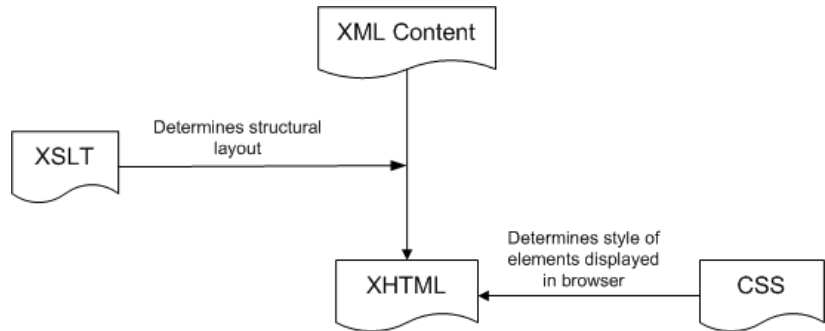 XML Content
Determines structural
layout
XSLT
Determines style of
elements displayed
in browser
XHTML
CSS